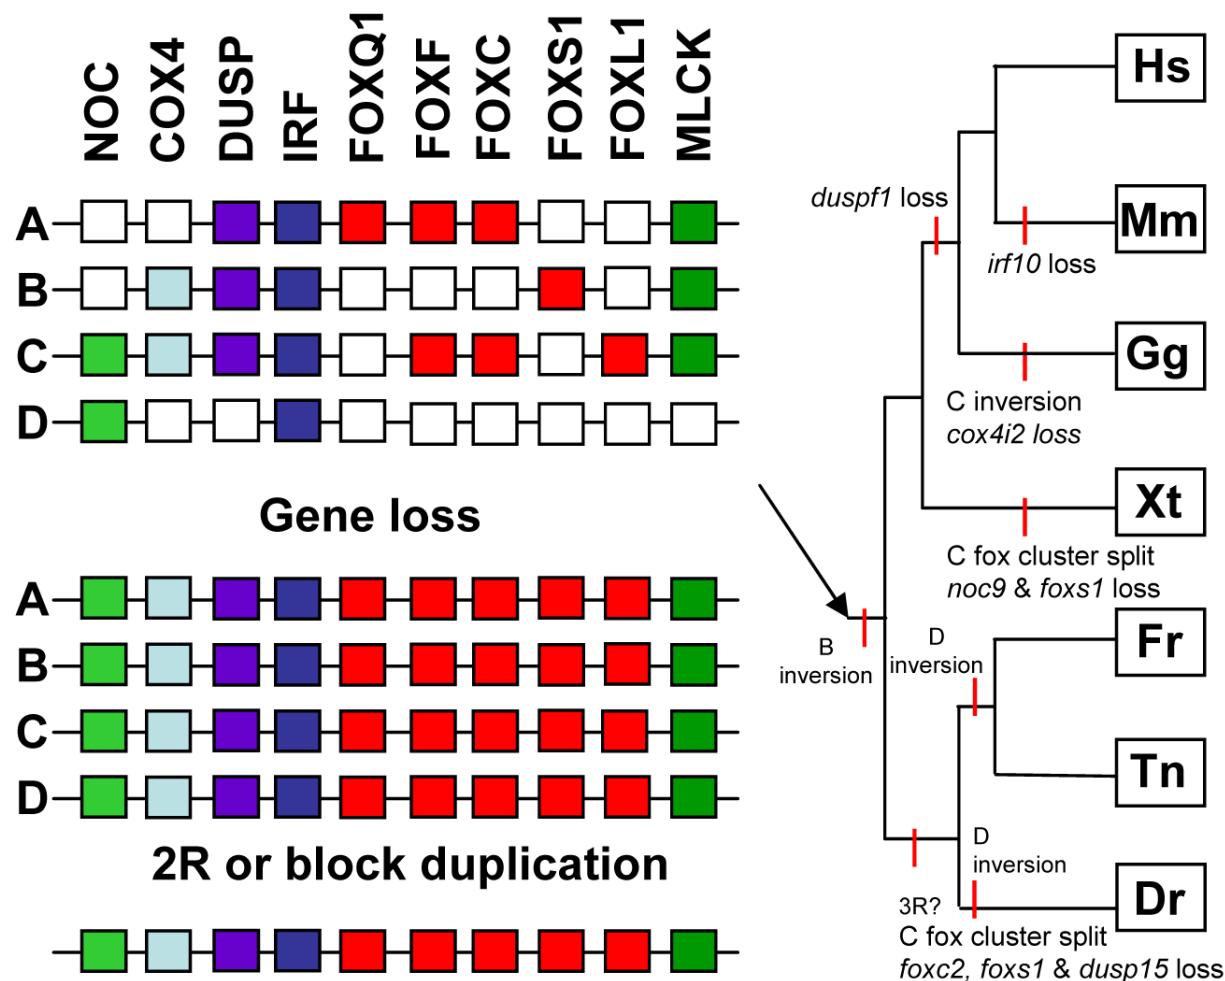 NOC
COX4
DUSP
IRF
FOXQ1
FOXF
FOXC
FOXS1
FOXL1
MLCK
A
B
C
D
Gene loss
A
B
C
D
2R or block duplication
Hs
duspf1 loss
Mm
irf10 loss
Gg
C inversion
cox4i2 loss
Xt
C fox cluster split
noc9 & foxs1 loss
B
inversion
D
inversion
Fr
Tn
D
inversion
Dr
3R?
C fox cluster split
foxc2, foxs1 & dusp15 loss